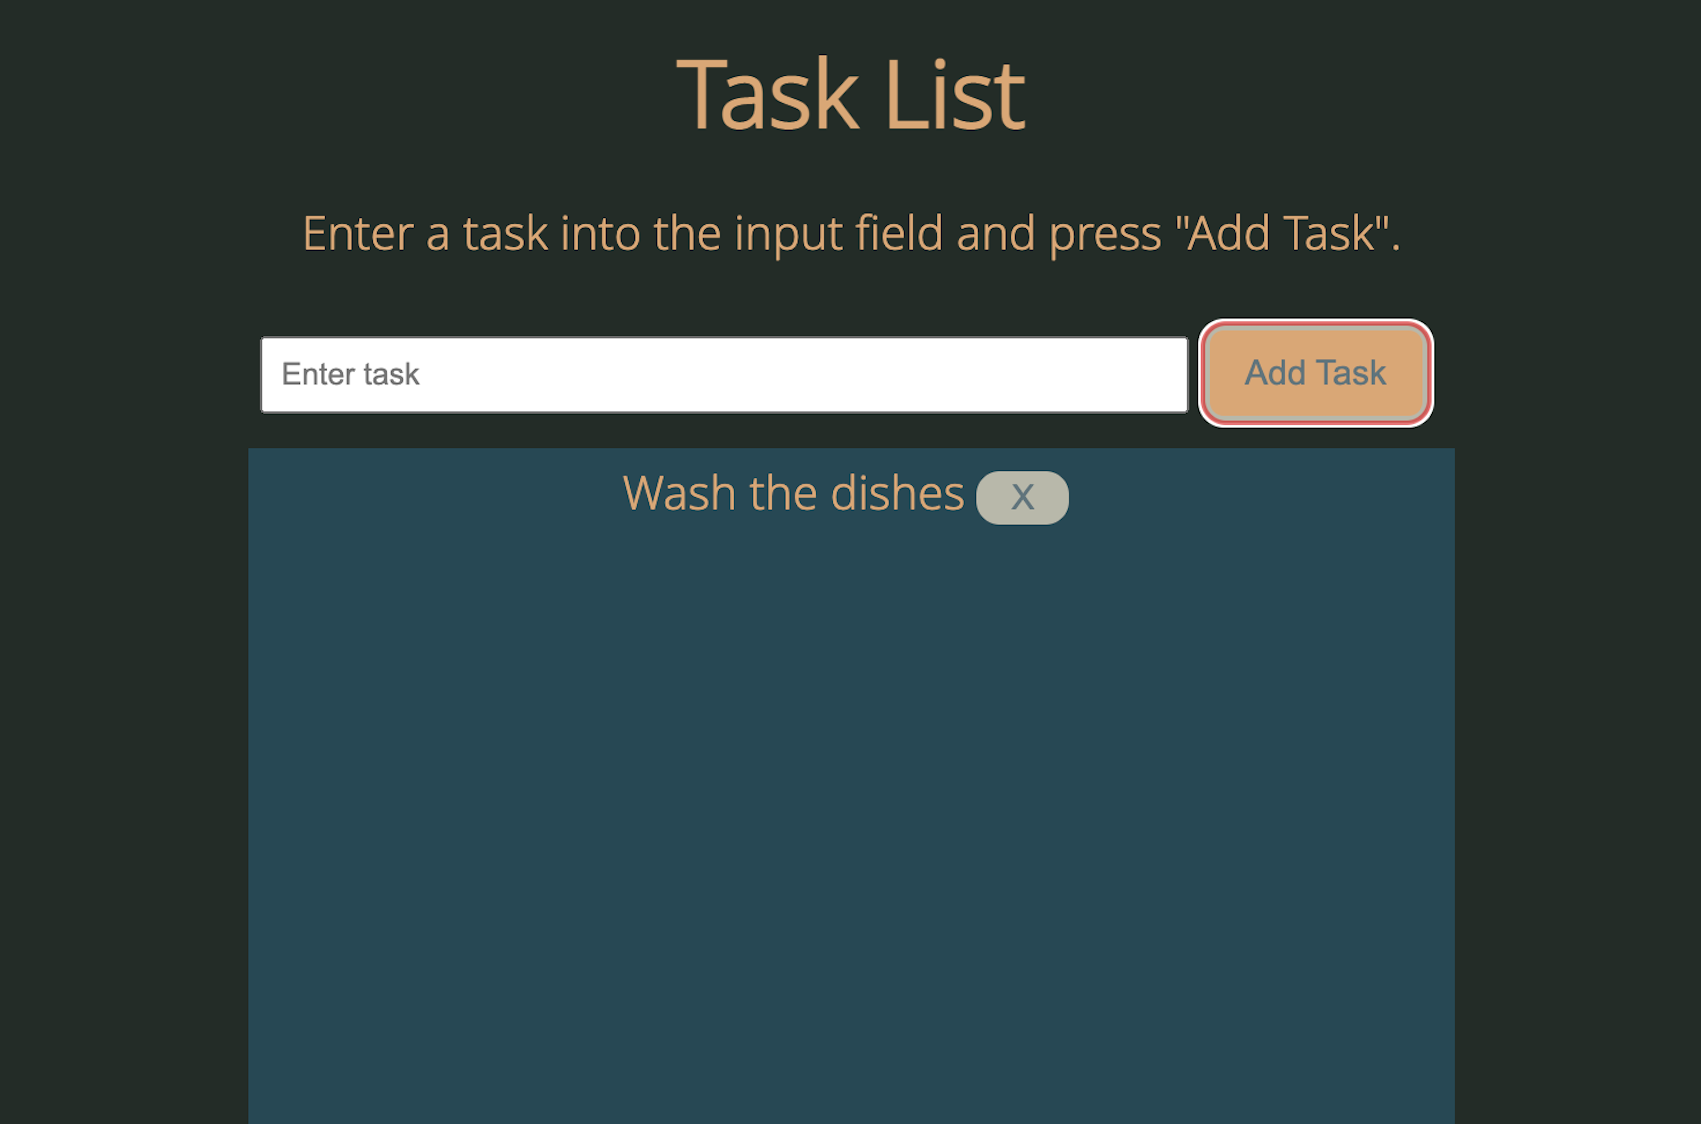 Task List
Enter a task into the input field and press "Add Task".
Enter task
Add Task
Wash the dishes X